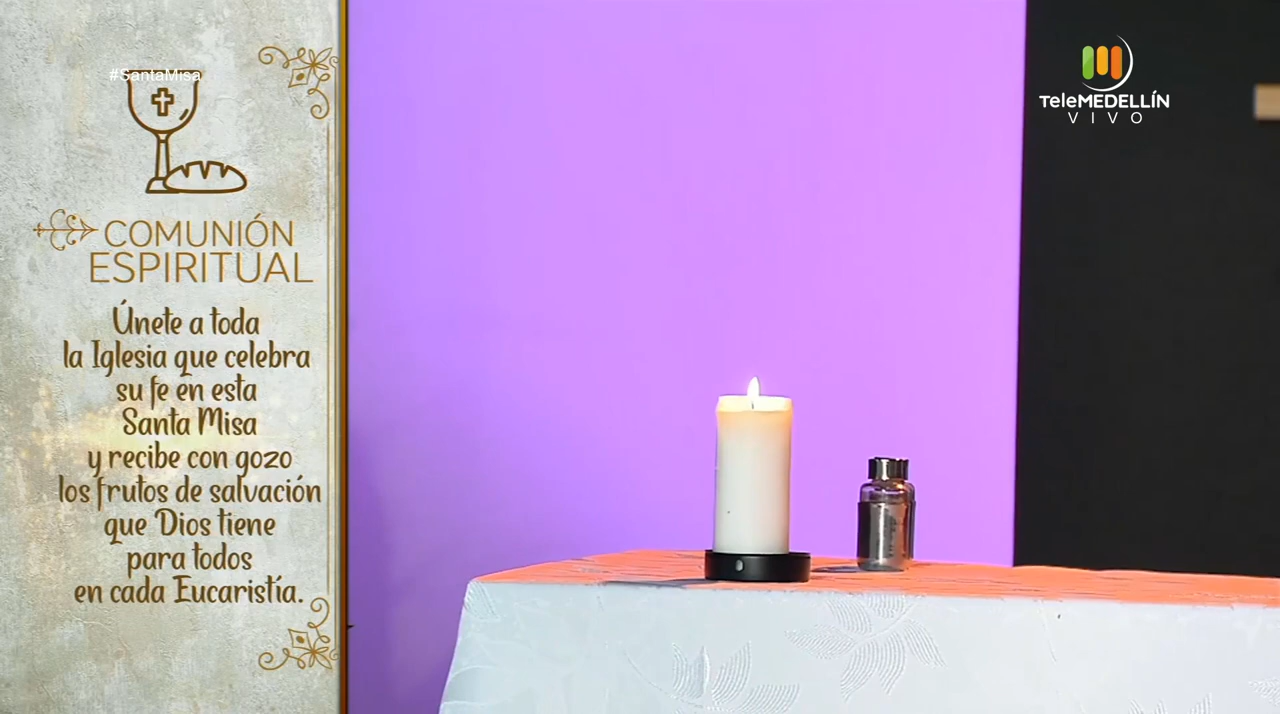 #SantaMisa
COMUNIÓN
ESPIRITUAL
Únete a toda
la Iglesia que celebra
su fe en esta
Santa Misa
y recibe con gozo
los frutos de salvación
que Dios tiene
para todos
en cada Eucaristía.
TeleMEDELLÍN
VIVO